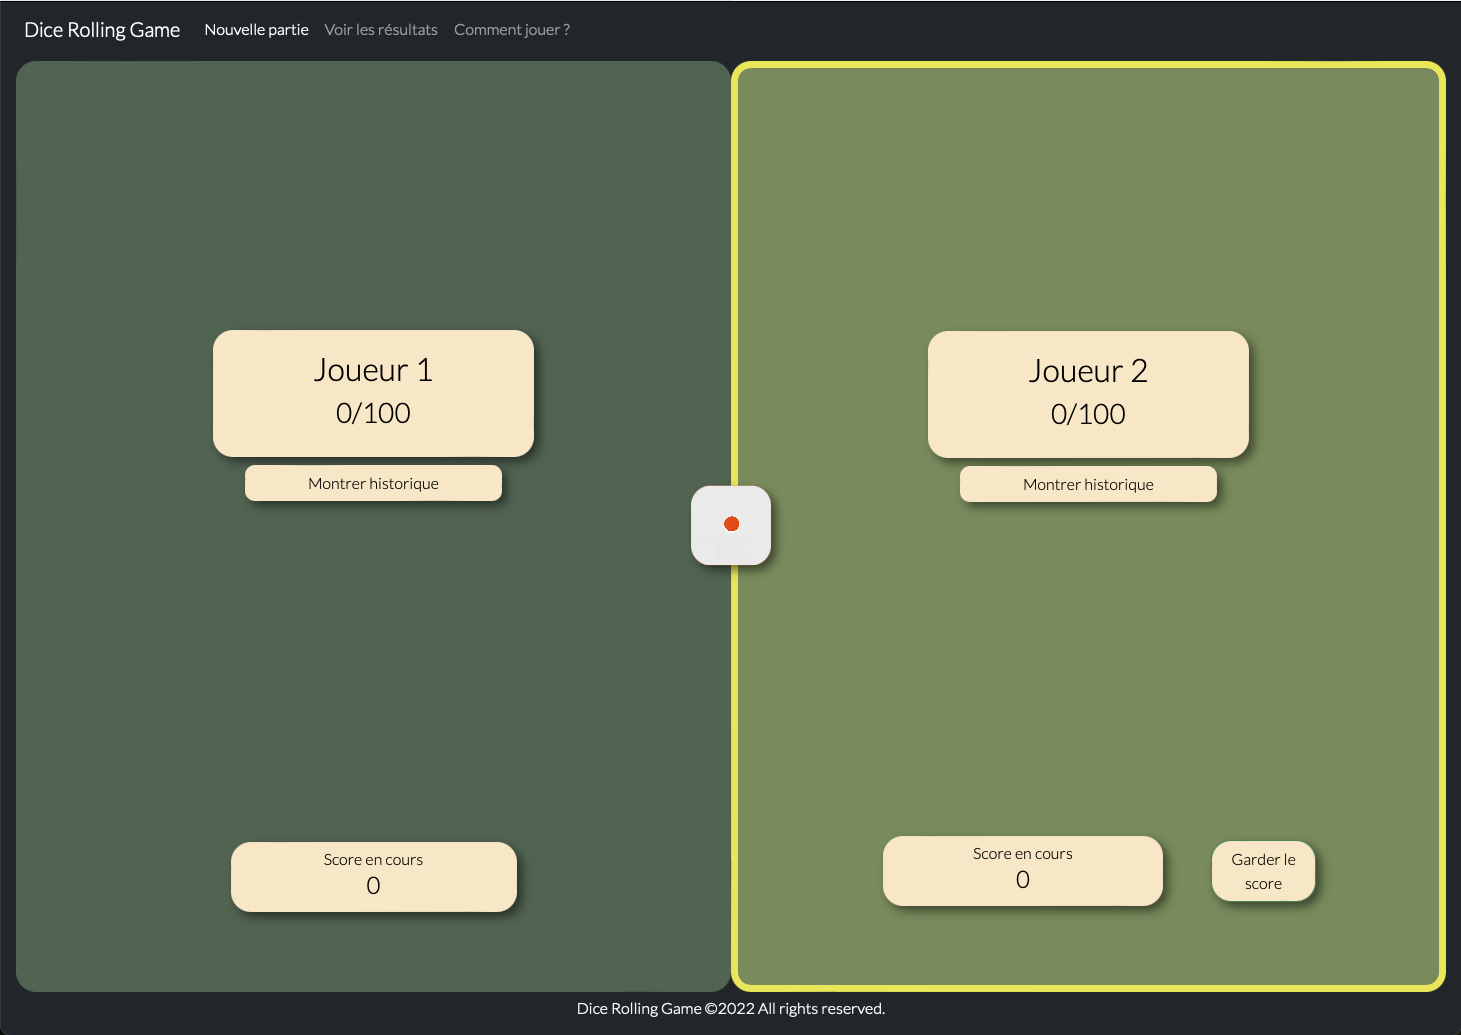 Dice Rolling Game Nouvelle partie Voir les résultats Comment jouer ?
Joueur 1
0/100
Montrer historique
Score en cours
0
Joueur 2
0/100
Montrer historique
Score en cours
0
Garder le
score
Dice Rolling Game ©2022 All rights reserved.